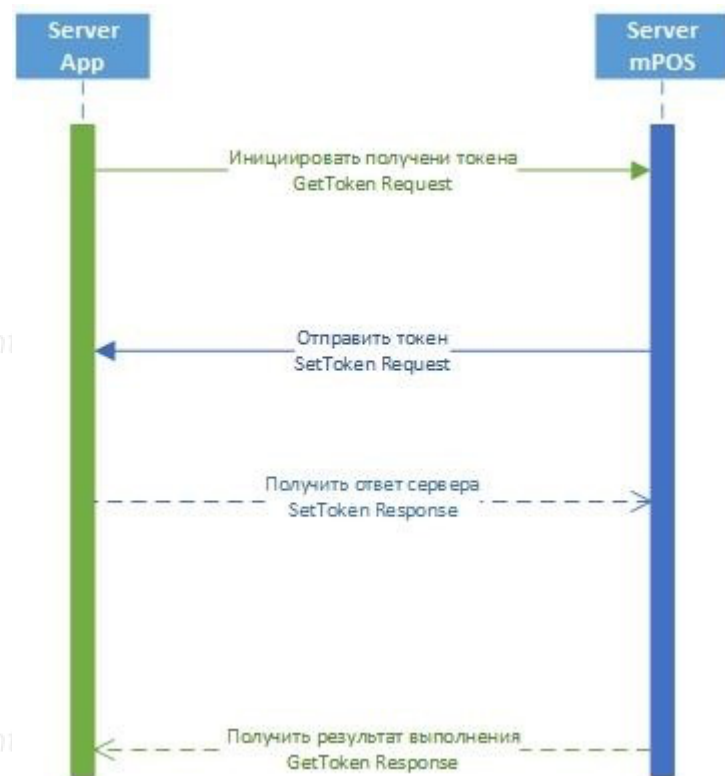 Server
App
Server
mPOS
Инициировать получени токена
GetToken Request
Отправить токен
SetToken Request
Получить ответ сервера
SetToken Response
Получить результат выполнения
GetToken Response